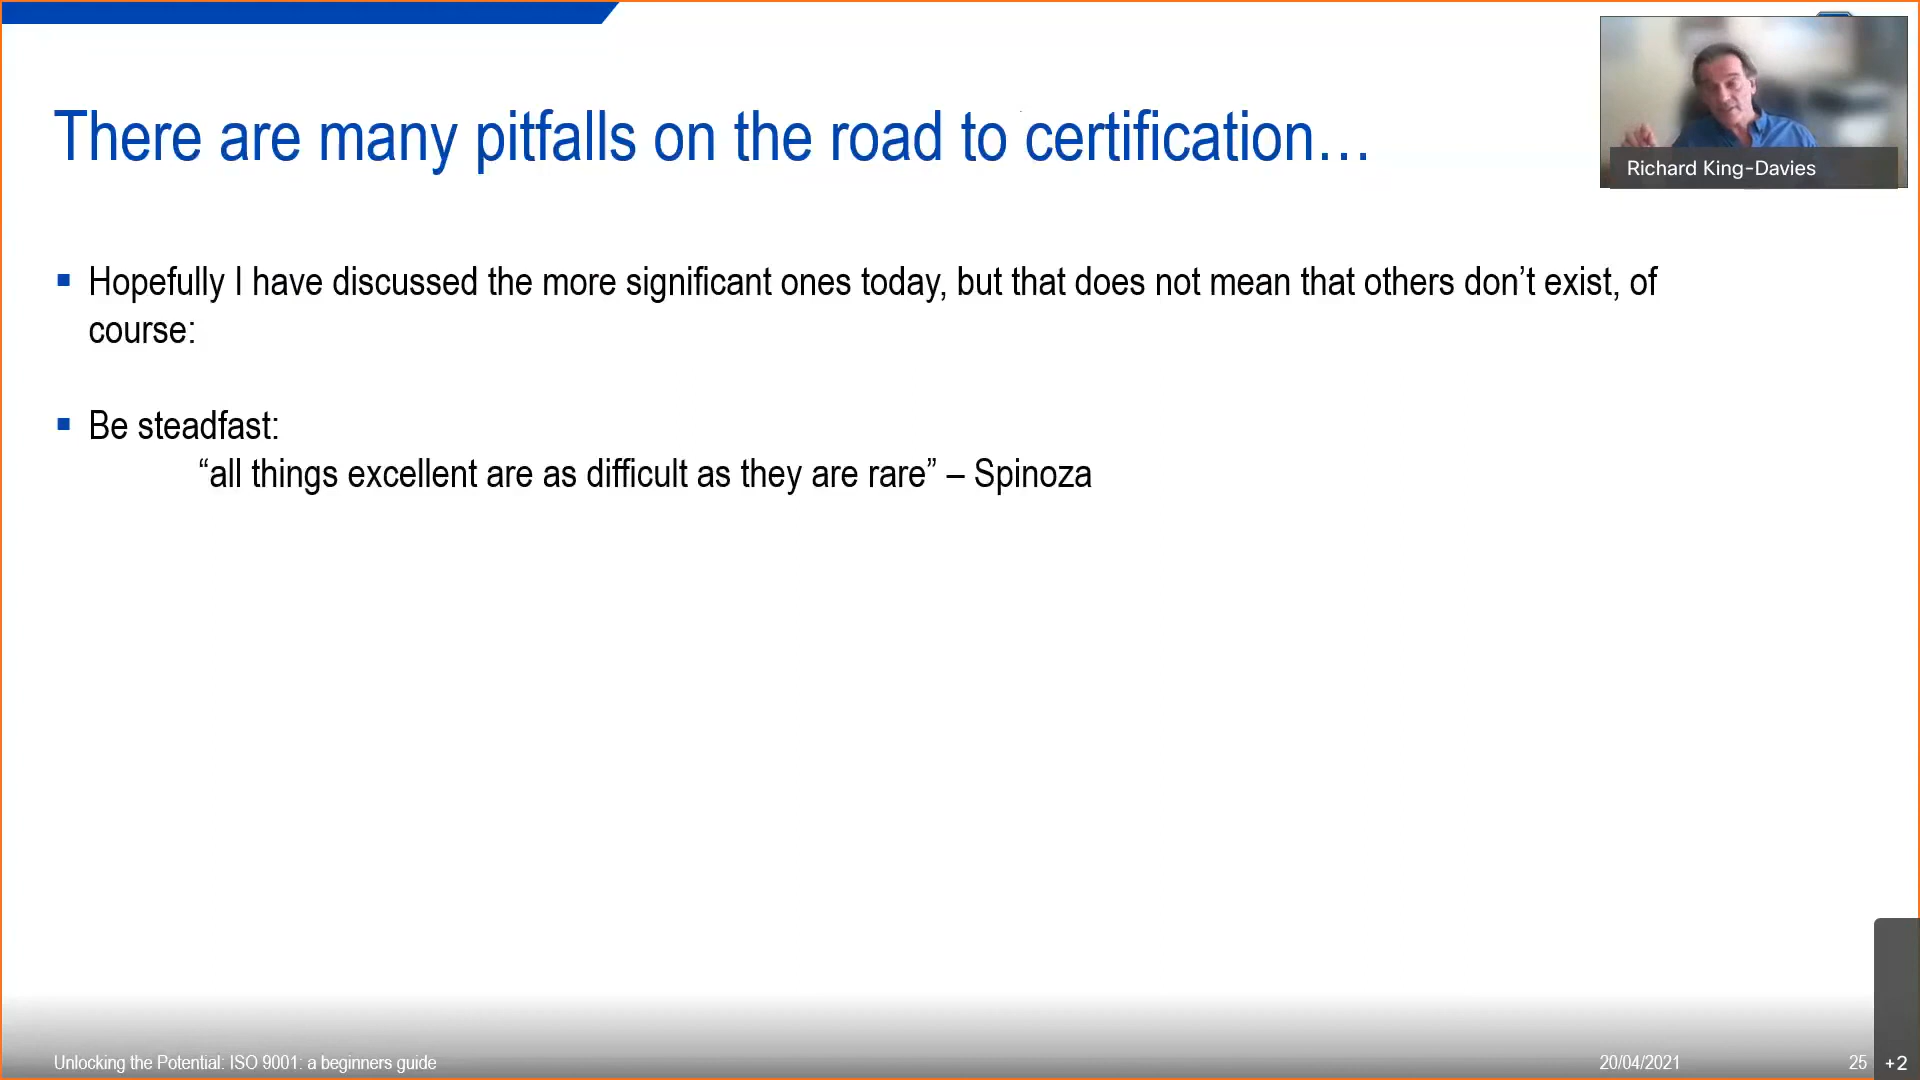 There are many pitfalls on the road to certification…
Richard King-Davies
▪ Hopefully I have discussed the more significant ones today, but that does not mean that others don’t exist, of
course:
▪ Be steadfast:
“all things excellent are as difficult as they are rare” – Spinoza
Unlocking the Potential: ISO 9001: a beginners guide
20/04/2021
25
+2